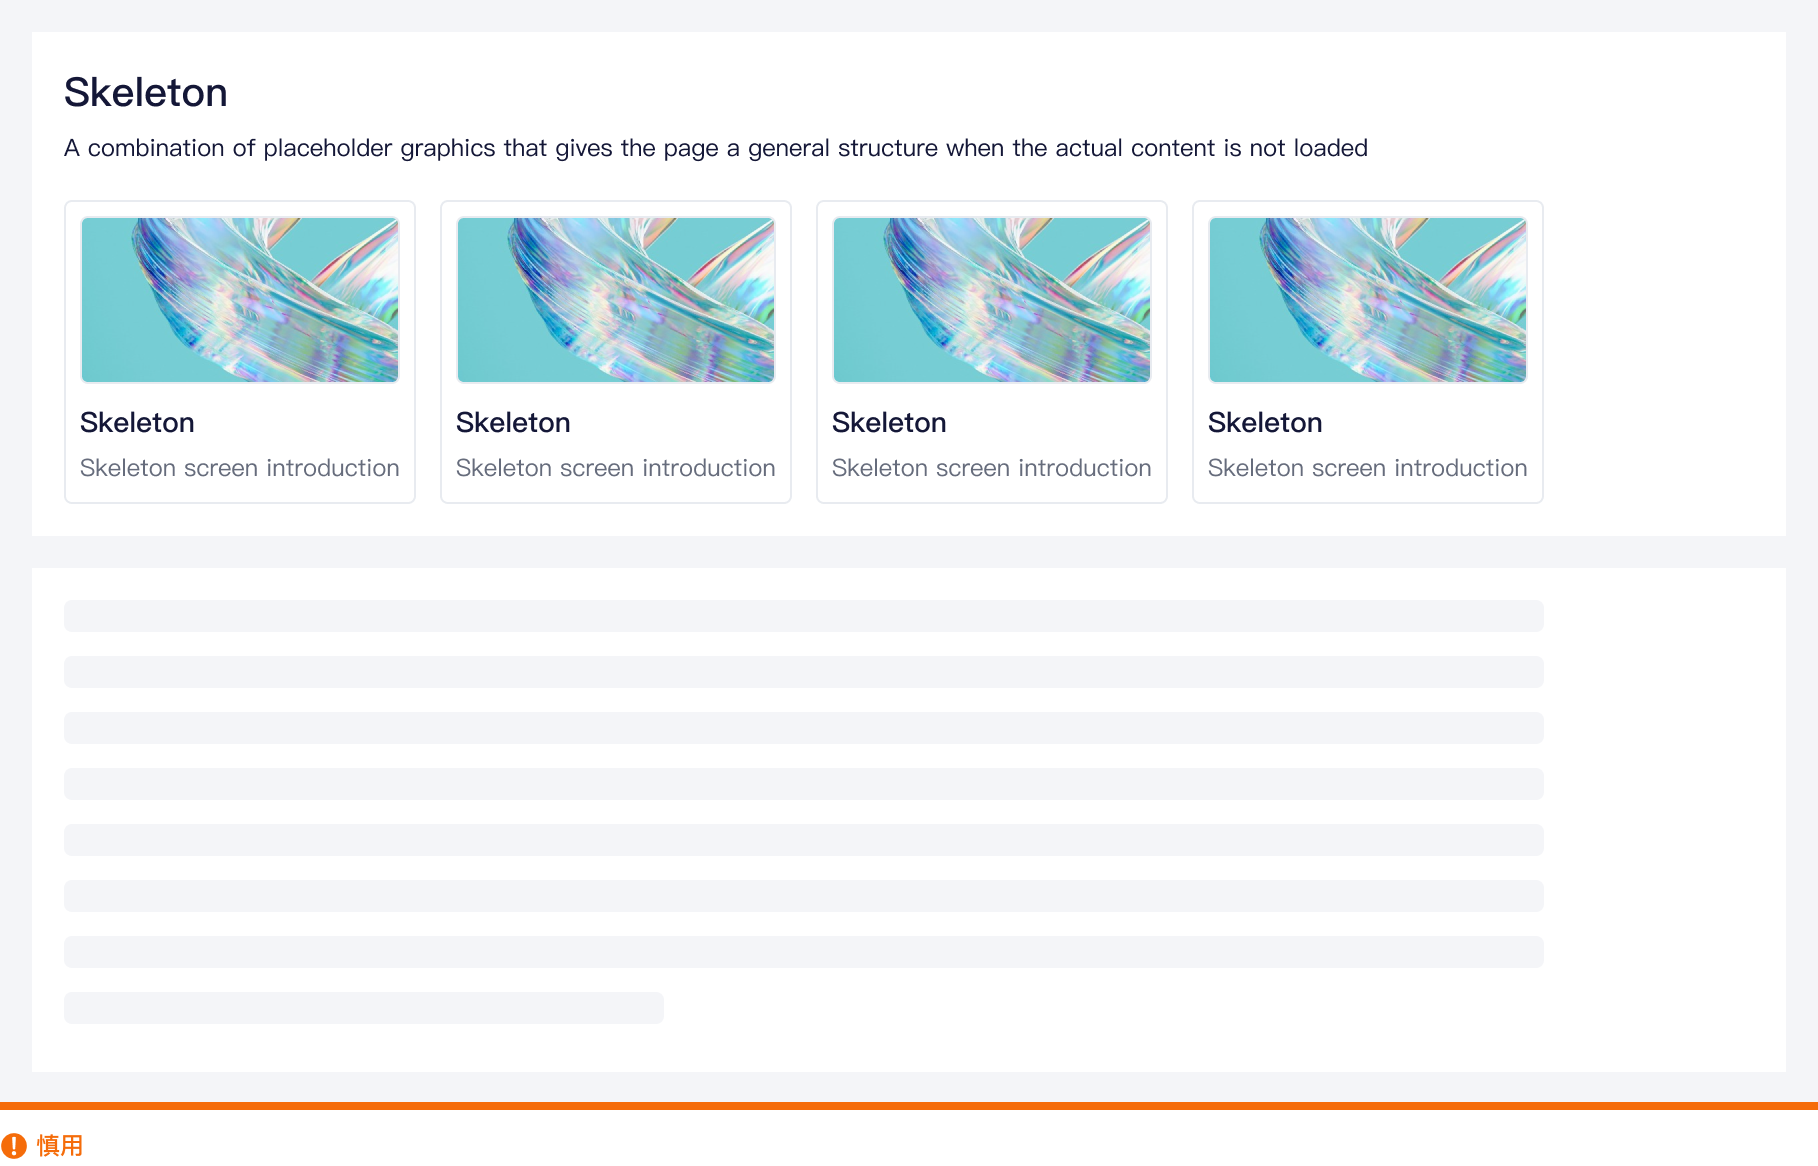 Skeleton
A combination of placeholder graphics that gives the page a general structure when the actual content is not loaded
Skeleton
Skeleton screen introduction
Skeleton
Skeleton screen introduction
Skeleton
Skeleton screen introduction
Skeleton
Skeleton screen introduction
慎用